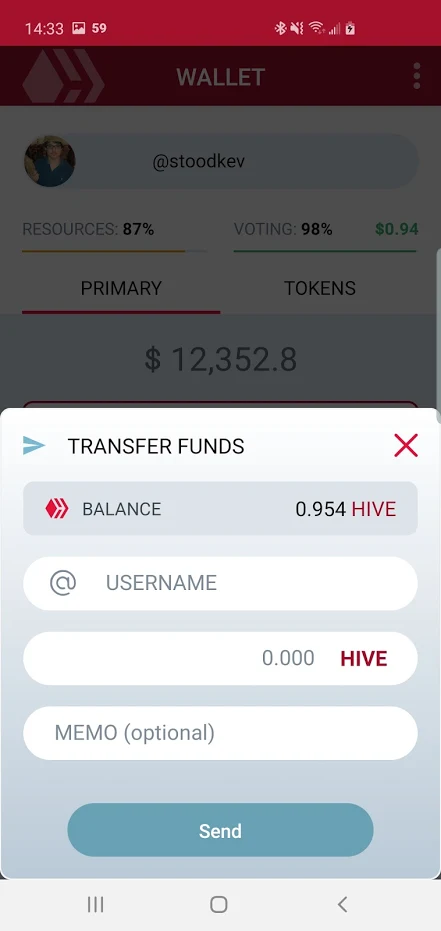 14:33 59
WALLET
@stoodkev
RESOURCES: 87% VOTING: 98% $0.94
PRIMARY TOKENS
$ 12,352.8
TRANSFER FUNDS
BALANCE 0.954 HIVE
@ USERNAME
0.000 HIVE
MEMO (optional)
Send